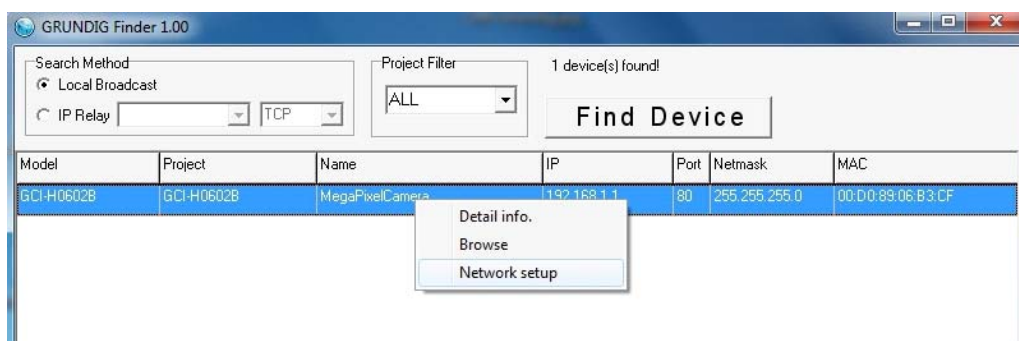 GRUNDIG Finder 1.00
Search Method
Local Broadcast
IP Relay TCP
Project Filter
ALL
1 device(s) found!
Find Device
Model Project Name IP Port Netmask MAC
GCI-H0602B GCI-H0602B MegaPixelCamera 192.168.1.1 80 255.255.255.0 00:D0:89:06:B3:CF
Detail info.
Browse
Network setup